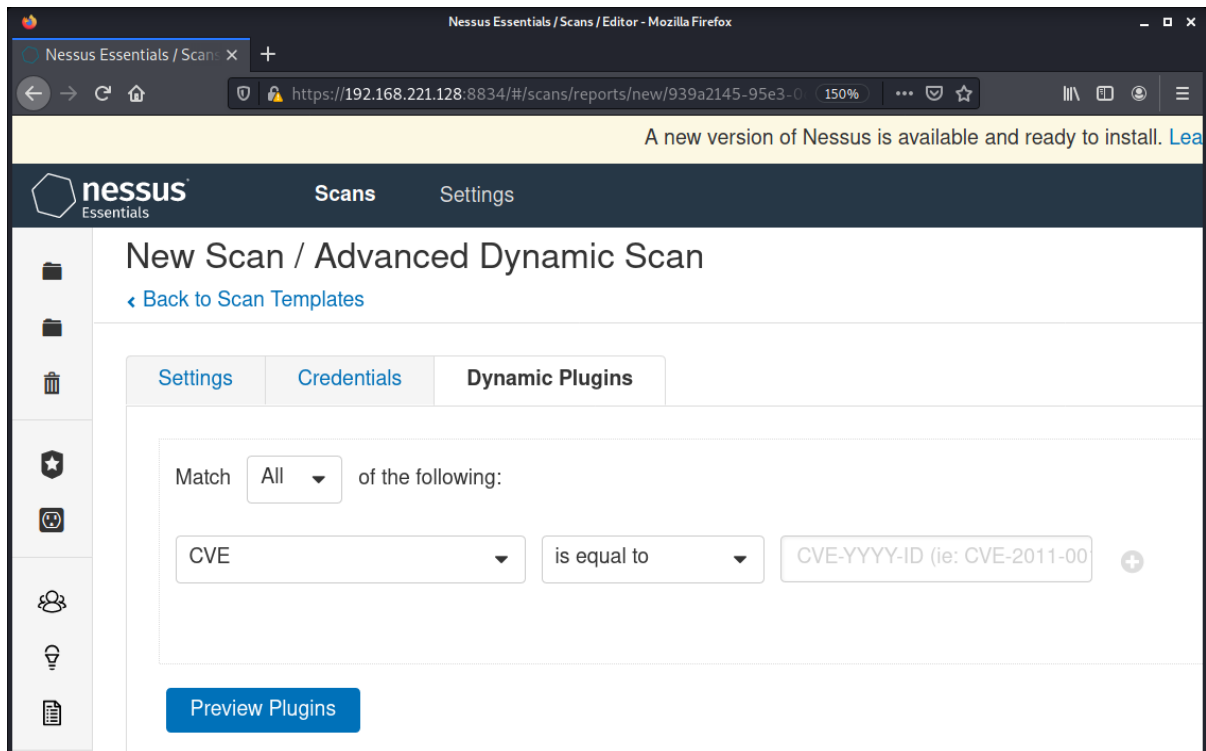 Nessus Essentials / Scans / Editor - Mozilla Firefox
Nessus Essentials / Scans
https://192.168.221.128:8834/#/scans/reports/new/939a2145-95e3-0 150%
A new version of Nessus is available and ready to install. Lea
nessus Scans Settings
Essentials
New Scan / Advanced Dynamic Scan
Back to Scan Templates
Settings Credentials Dynamic Plugins
Match All of the following:
CVE is equal to CVE-YYYY-ID (ie: CVE-2011-00
Preview Plugins